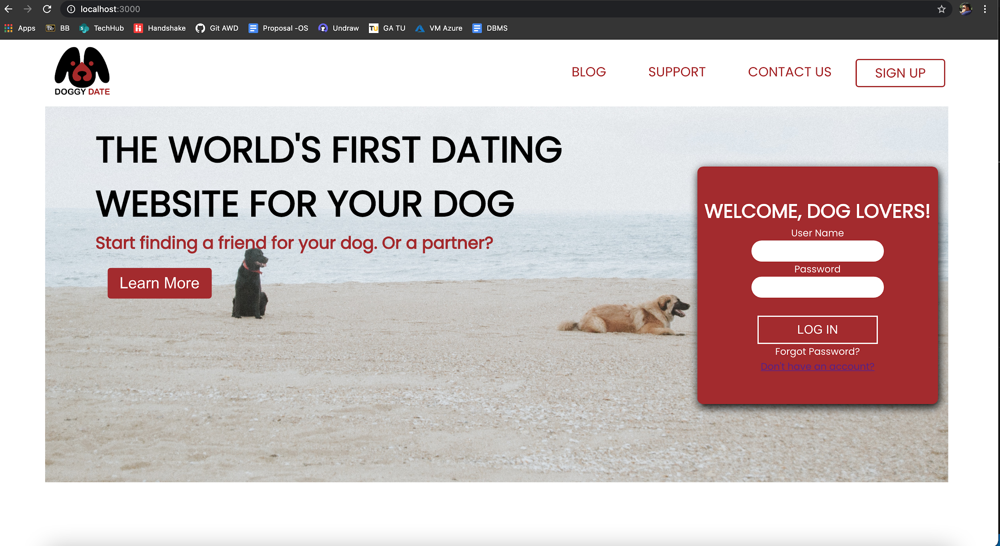 localhost:3000
Apps BB TechHub Handshake Git AWD Proposal -OS Undraw GA TU VM Azure DBMS
DOGGY DATE
BLOG SUPPORT CONTACT US SIGN UP
THE WORLD'S FIRST DATING
WEBSITE FOR YOUR DOG
Start finding a friend for your dog. Or a partner?
Learn More
WELCOME, DOG LOVERS!
User Name
Password
LOG IN
Forgot Password?
Don't have an account?